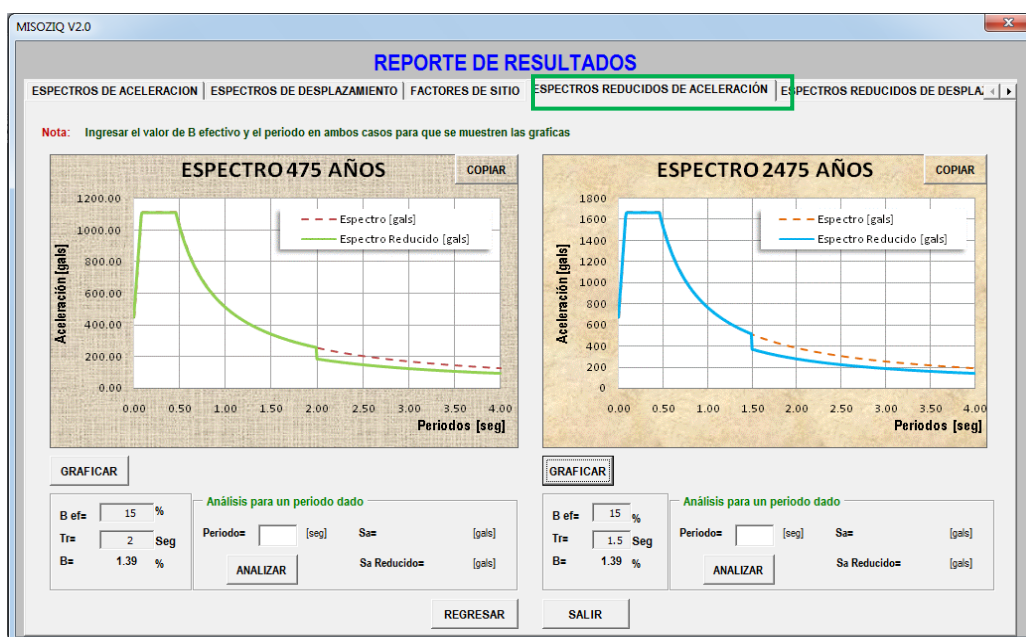 MISOZIQ V2.0
REPORTE DE RESULTADOS
ESPECTROS DE ACELERACION
ESPECTROS DE DESPLAZAMIENTO
FACTORES DE SITIO
ESPECTROS REDUCIDOS DE ACELERACIÓN
ESPECTROS REDUCIDOS DE DESPLA
Nota: Ingresar el valor de B efectivo y el periodo en ambos casos para que se muestren las graficas
ESPECTRO 475 AÑOS
COPIAR
1200.00
1000.00
800.00
600.00
400.00
200.00
0.00
Aceleración [gals]
Espectro [gals]
Espectro Reducido [gals]
0.00 0.50 1.00 1.50 2.00 2.50 3.00 3.50 4.00
Periodos [seg]
ESPECTRO 2475 AÑOS
COPIAR
1800
1600
1400
1200
1000
800
600
400
200
0
Aceleración [gals]
Espectro [gals]
Espectro Reducido [gals]
0.00 0.50 1.00 1.50 2.00 2.50 3.00 3.50 4.00
Periodos [seg]
GRAFICAR
B ef= 15 %
Tr= 2 Seg
B= 1.39 %
Análisis para un periodo dado
Periodo= [seg] Sa= [gals]
ANALIZAR Sa Reducido= [gals]
GRAFICAR
B ef= 15 %
Tr= 1.5 Seg
B= 1.39 %
Análisis para un periodo dado
Periodo= [seg] Sa= [gals]
ANALIZAR Sa Reducido= [gals]
REGRESAR
SALIR